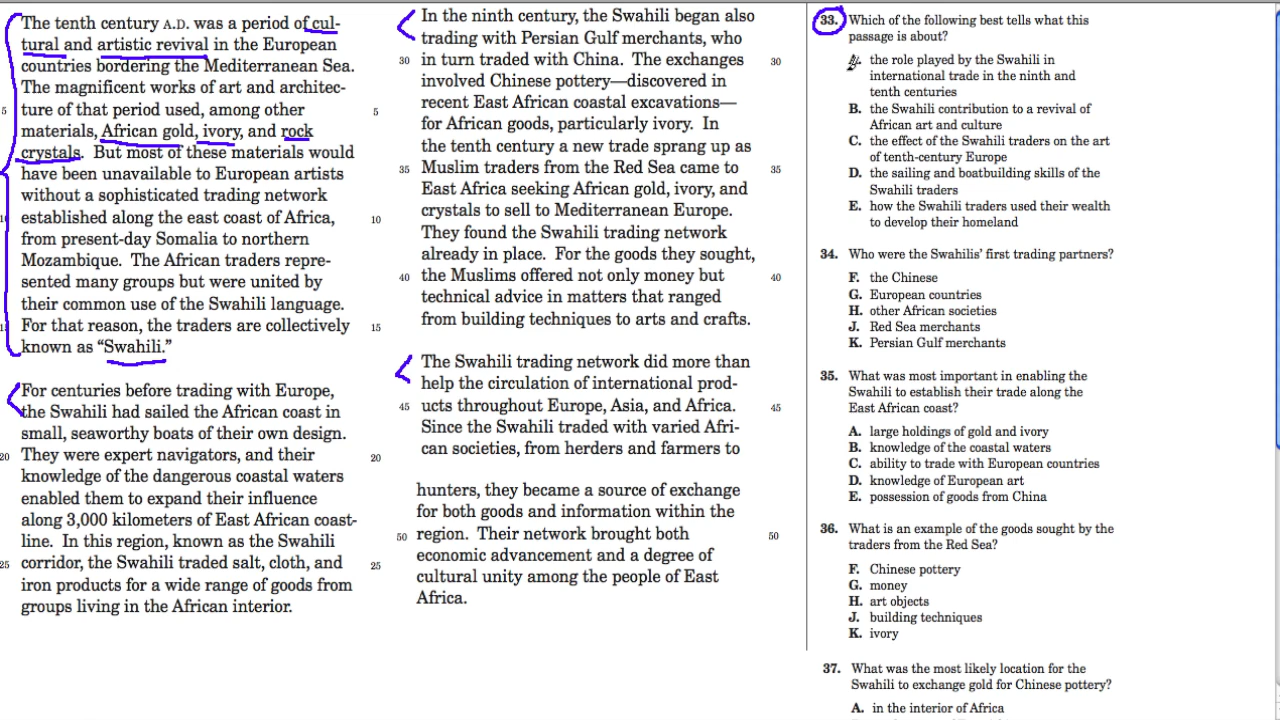 The tenth century A.D. was a period of cul-
tural and artistic revival in the European
countries bordering the Mediterranean Sea.
The magnificent works of art and architec-
5 ture of that period used, among other 5
materials, African gold, ivory, and rock
crystals. But most of these materials would
have been unavailable to European artists
without a sophisticated trading network
10 established along the east coast of Africa, 10
from present-day Somalia to northern
Mozambique. The African traders repre-
sented many groups but were united by
their common use of the Swahili language.
For that reason, the traders are collectively 15
known as “Swahili.”
For centuries before trading with Europe,
the Swahili had sailed the African coast in
small, seaworthy boats of their own design.
20 They were expert navigators, and their 20
knowledge of the dangerous coastal waters
enabled them to expand their influence
along 3,000 kilometers of East African coast-
line. In this region, known as the Swahili
25 corridor, the Swahili traded salt, cloth, and 25
iron products for a wide range of goods from
groups living in the African interior.
In the ninth century, the Swahili began also
trading with Persian Gulf merchants, who
30 in turn traded with China. The exchanges 30
involved Chinese pottery—discovered in
recent East African coastal excavations—
for African goods, particularly ivory. In
the tenth century a new trade sprang up as
35 Muslim traders from the Red Sea came to 35
East Africa seeking African gold, ivory, and
crystals to sell to Mediterranean Europe.
They found the Swahili trading network
already in place. For the goods they sought,
40 the Muslims offered not only money but 40
technical advice in matters that ranged
from building techniques to arts and crafts.
The Swahili trading network did more than
help the circulation of international prod-
45 ucts throughout Europe, Asia, and Africa. 45
Since the Swahili traded with varied Afri-
can societies, from herders and farmers to
hunters, they became a source of exchange
for both goods and information within the
50 region. Their network brought both 50
economic advancement and a degree of
cultural unity among the people of East
Africa.
33. Which of the following best tells what this
passage is about?
the role played by the Swahili in
international trade in the ninth and
tenth centuries
B. the Swahili contribution to a revival of
African art and culture
C. the effect of the Swahili traders on the art
of tenth-century Europe
D. the sailing and boatbuilding skills of the
Swahili traders
E. how the Swahili traders used their wealth
to develop their homeland
34. Who were the Swahilis’ first trading partners?
F. the Chinese
G. European countries
H. other African societies
J. Red Sea merchants
K. Persian Gulf merchants
35. What was most important in enabling the
Swahili to establish their trade along the
East African coast?
A. large holdings of gold and ivory
B. knowledge of the coastal waters
C. ability to trade with European countries
D. knowledge of European art
E. possession of goods from China
36. What is an example of the goods sought by the
traders from the Red Sea?
F. Chinese pottery
G. money
H. art objects
J. building techniques
K. ivory
37. What was the most likely location for the
Swahili to exchange gold for Chinese pottery?
A. in the interior of Africa